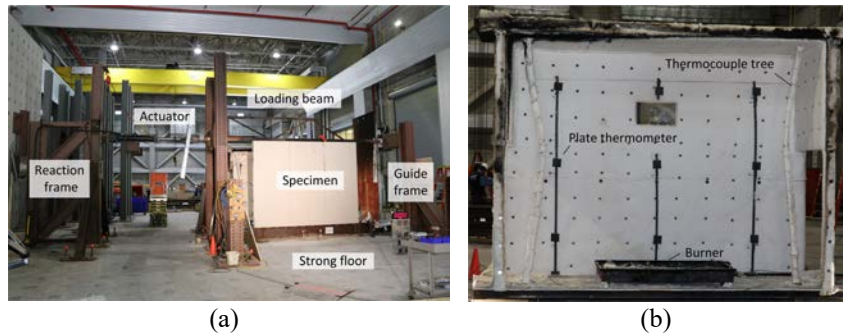 Loading beam
Actuator
Reaction
frame
Specimen
Guide
frame
Strong floor
(a)
Thermocouple tree
Plate thermometer
Burner
(b)